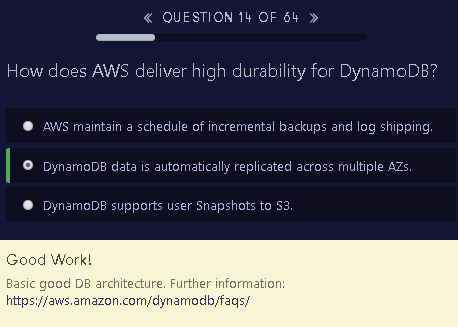 « QUESTION 14 OF 64 »
How does AWS deliver high durability for DynamoDB?
AWS maintain a schedule of incremental backups and log shipping.
DynamoDB data is automatically replicated across multiple AZs.
DynamoDB supports user Snapshots to S3.
Good Work!
Basic good DB architecture. Further information:
https://aws.amazon.com/dynamodb/faqs/